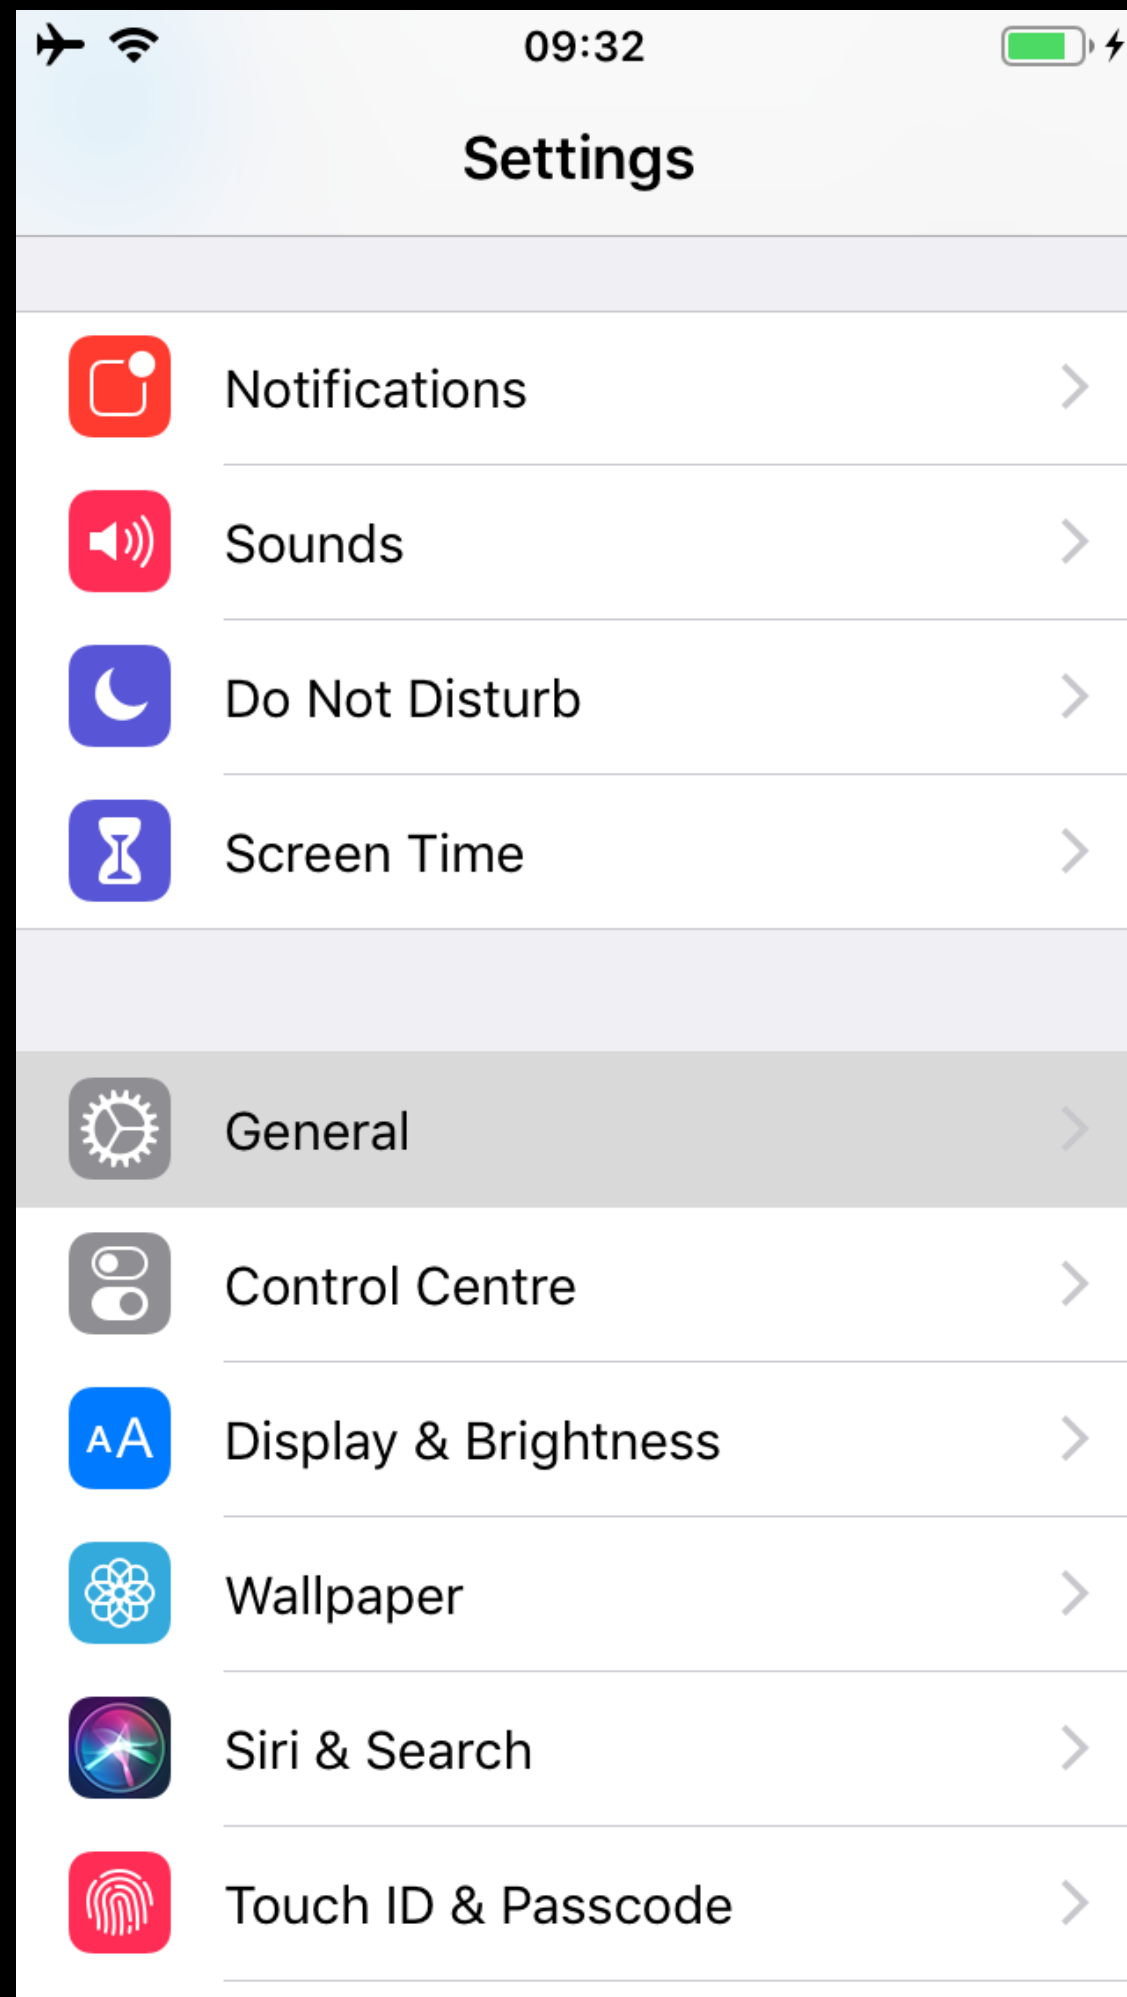 09:32
Settings
Notifications
Sounds
Do Not Disturb
Screen Time
General
Control Centre
AA Display & Brightness
Wallpaper
Siri & Search
Touch ID & Passcode